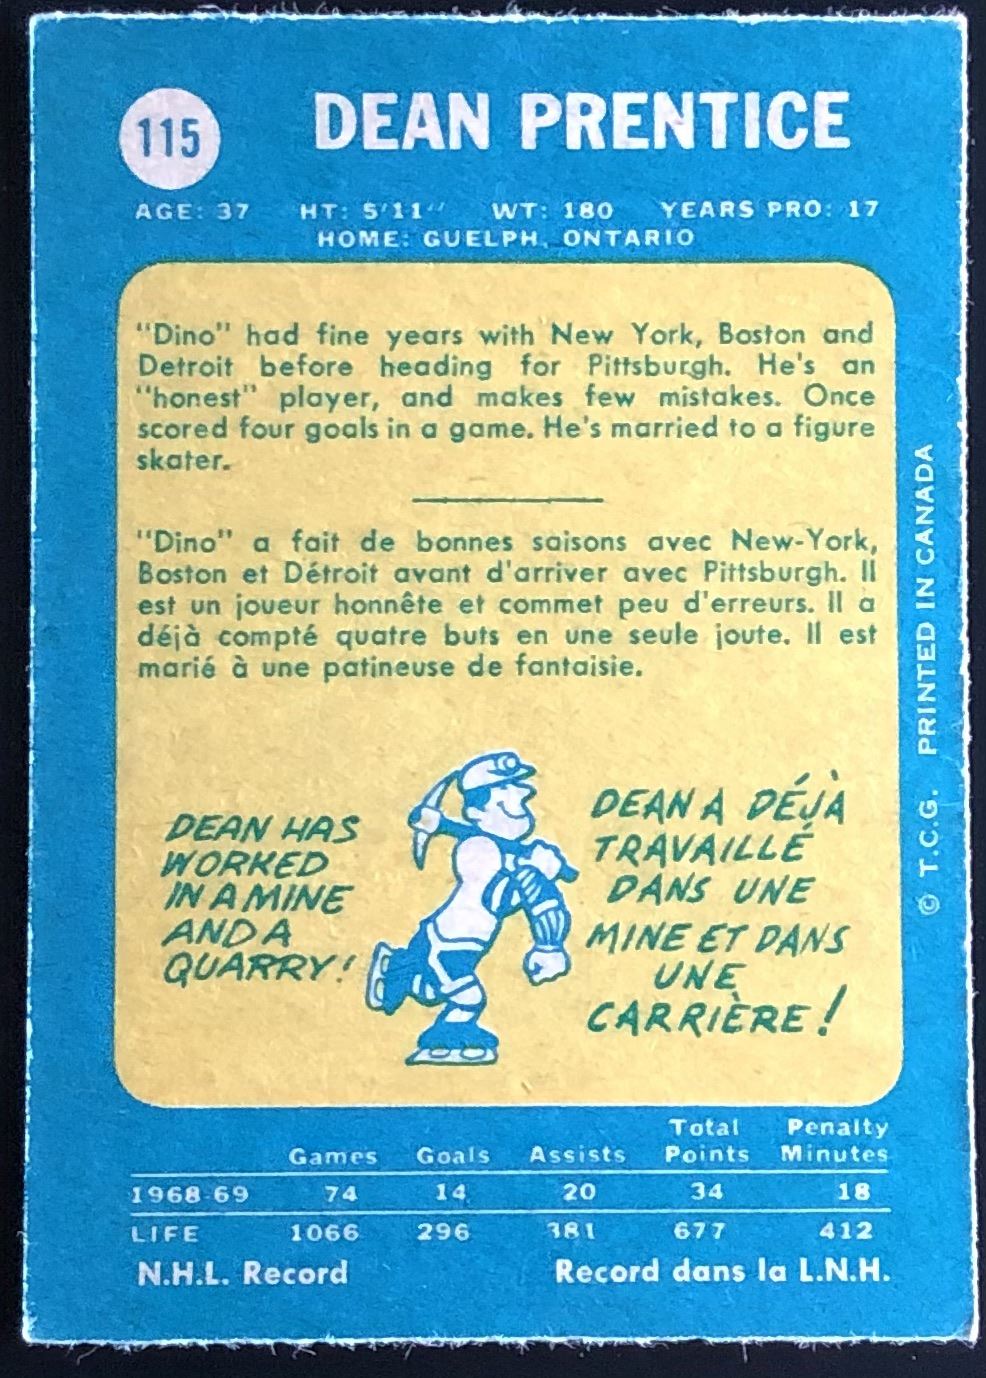 115
DEAN PRENTICE
AGE: 37 HT: 5'11" WT: 180 YEARS PRO: 17
HOME: GUELPH, ONTARIO
"Dino" had fine years with New York, Boston and
Detroit before heading for Pittsburgh. He's an
"honest" player, and makes few mistakes. Once
scored four goals in a game. He's married to a figure
skater.
"Dino" a fait de bonnes saisons avec New-York,
Boston et Détroit avant d'arriver avec Pittsburgh. Il
est un joueur honnête et commet peu d'erreurs. Il a
déjà compté quatre buts en une seule joute. Il est
marié à une patineuse de fantaisie.
DEAN HAS
WORKED
IN A MINE
AND A
QUARRY!
DEAN A DÉJÀ
TRAVAILLÉ
DANS UNE
MINE ET DANS
UNE
CARRIÈRE!
© T.C.G. PRINTED IN CANADA
Games Goals Assists Total Points Penalty Minutes
1968-69 74 14 20 34 18
LIFE 1066 296 381 677 412
N.H.L. Record Record dans la L.N.H.